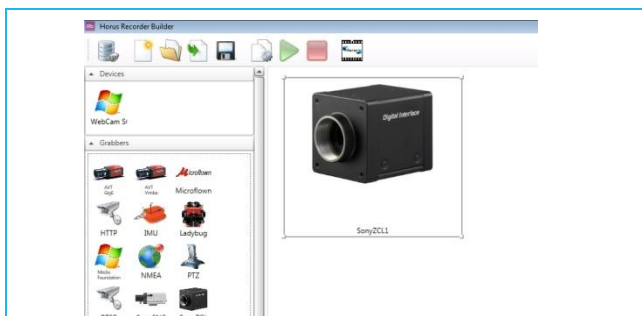 Rb Horus Recorder Builder
Devices
WebCam S
Grabbers
AVT GigE
AVT Vimba
Microflown
Microflown
HTTP
IMU
Ladybug
Media Foundation
NMEA
PTZ
Digital Interface
SonyZCL1